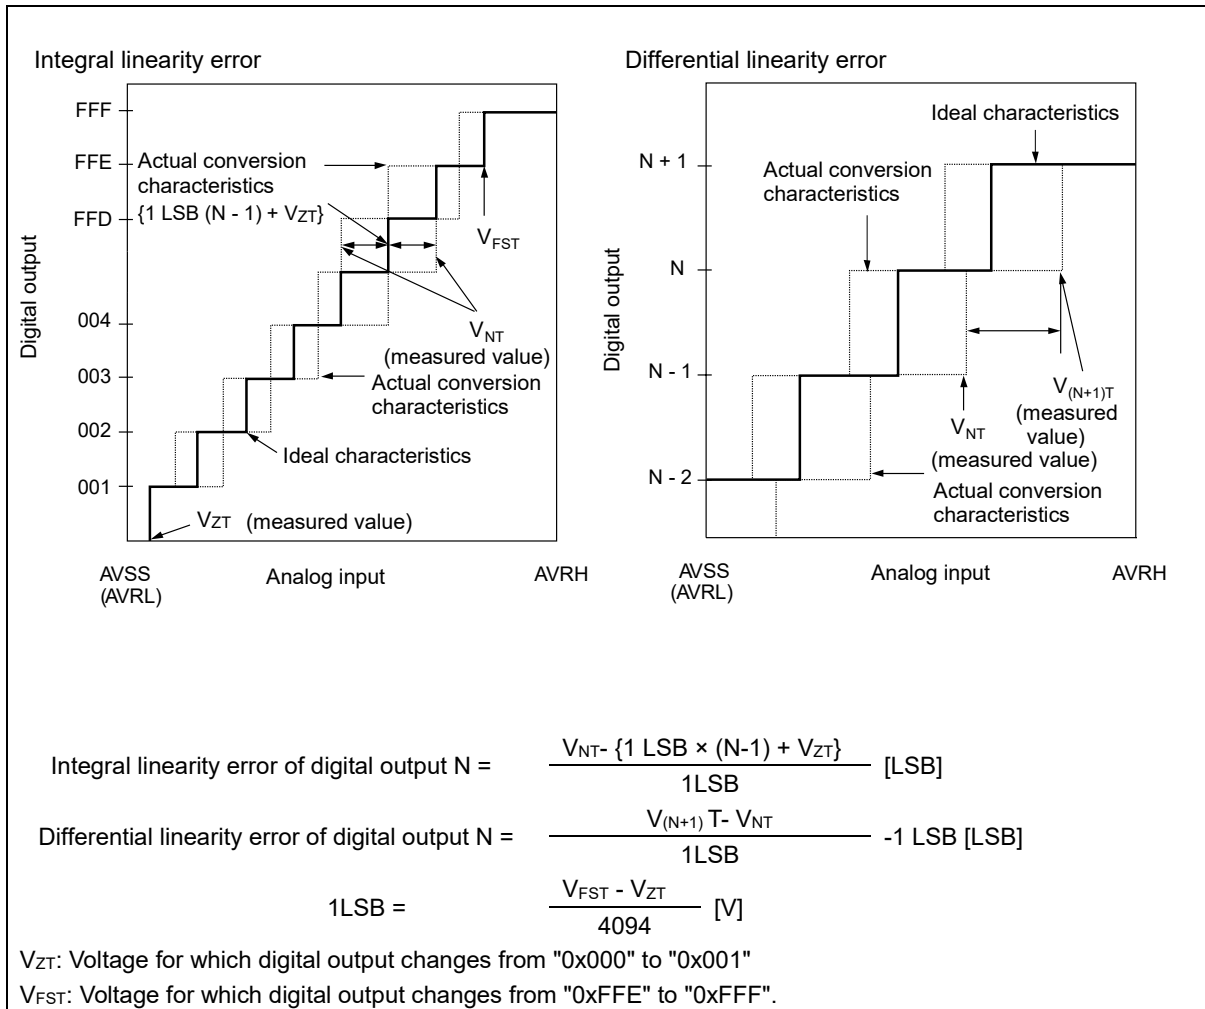 Integral linearity error
FFF
FFE
FFD
004
003
002
001
Digital output
Actual conversion
characteristics
{1 LSB (N - 1) + VZT}
VFST
VNT
(measured value)
Actual conversion
characteristics
Ideal characteristics
VZT (measured value)
AVSS
(AVRL)
Analog input
AVRH
Differential linearity error
N + 1
N
N - 1
N - 2
Digital output
Ideal characteristics
Actual conversion
characteristics
V(N+1)T
(measured
value)
VNT
(measured value)
Actual conversion
characteristics
AVSS
(AVRL)
Analog input
AVRH
Integral linearity error of digital output N = VNT- {1 LSB × (N-1) + VZT} [LSB]
1LSB
Differential linearity error of digital output N = V(N+1) T- VNT -1 LSB [LSB]
1LSB
1LSB = VFST - VZT [V]
4094
VZT: Voltage for which digital output changes from "0x000" to "0x001"
VFST: Voltage for which digital output changes from "0xFFE" to "0xFFF".